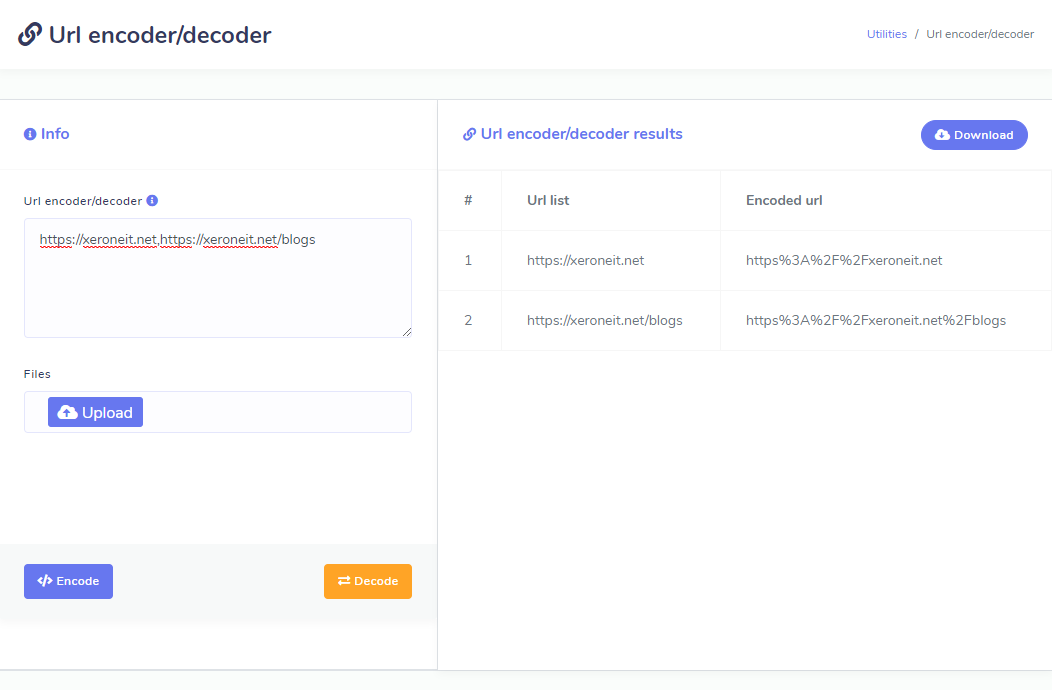 Url encoder/decoder
Utilities / Url encoder/decoder
Info
Url encoder/decoder
https://xeroneit.net,https://xeroneit.net/blogs
Files
Upload
Encode
Decode
Url encoder/decoder results
Download
# Url list Encoded url
1 https://xeroneit.net https%3A%2F%2Fxeroneit.net
2 https://xeroneit.net/blogs https%3A%2F%2Fxeroneit.net%2Fblogs